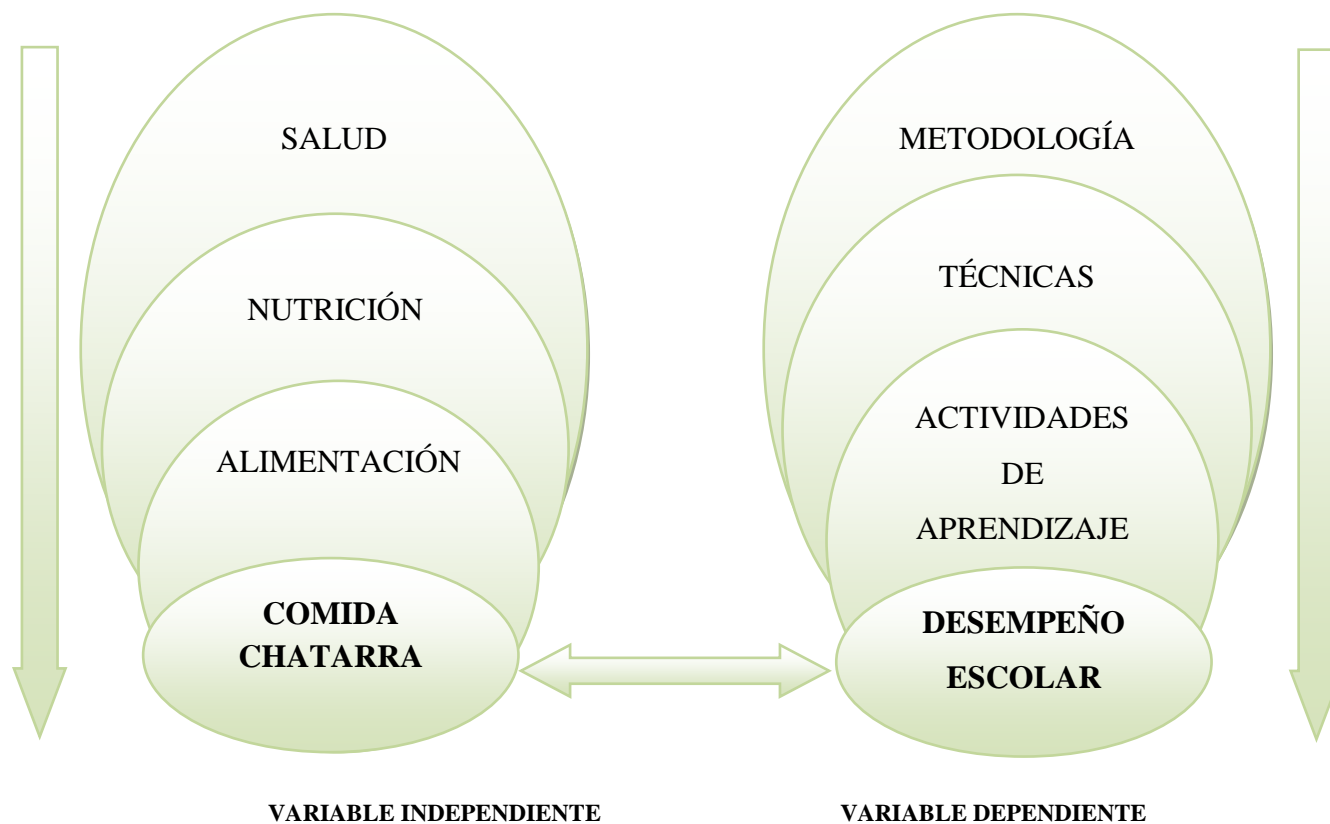 SALUD
NUTRICIÓN
ALIMENTACIÓN
COMIDA
CHATARRA
METODOLOGÍA
TÉCNICAS
ACTIVIDADES
DE
APRENDIZAJE
DESEMPEÑO
ESCOLAR
VARIABLE INDEPENDIENTE
VARIABLE DEPENDIENTE